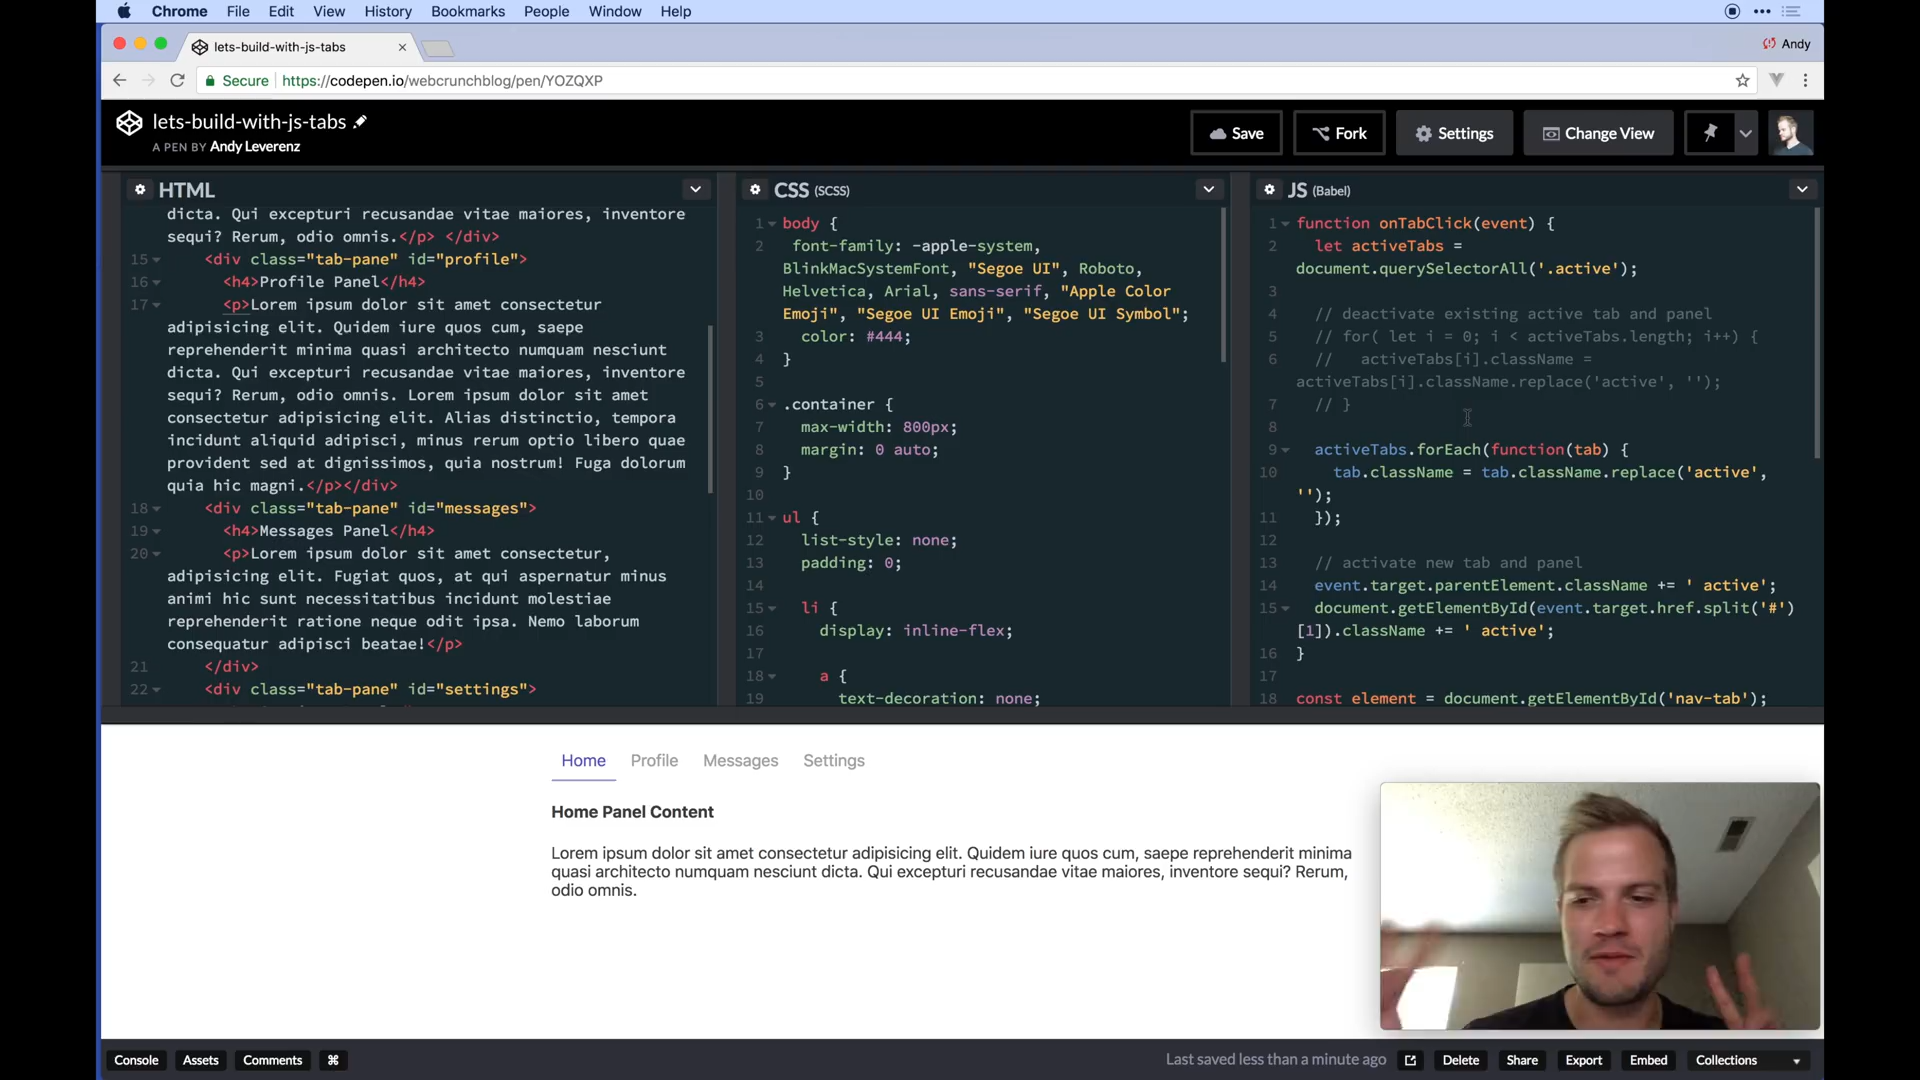 Chrome File Edit View History Bookmarks People Window Help
lets-build-with-js-tabs
Andy
Secure https://codepen.io/webcrunchblog/pen/YOZQXP
lets-build-with-js-tabs
A PEN BY Andy Leverenz
Save
Fork
Settings
Change View
HTML
dicta. Qui excepturi recusandae vitae maiores, inventore
sequi? Rerum, odio omnis.</p> </div>
15 <div class="tab-pane" id="profile">
16 <h4>Profile Panel</h4>
17 <p>Lorem ipsum dolor sit amet consectetur
adipisicing elit. Quidem iure quos cum, saepe
reprehenderit minima quasi architecto numquam nesciunt
dicta. Qui excepturi recusandae vitae maiores, inventore
sequi? Rerum, odio omnis. Lorem ipsum dolor sit amet
consectetur adipisicing elit. Alias distinctio, tempora
incidunt aliquid adipisci, minus rerum optio libero quae
provident sed at dignissimos, quia nostrum! Fuga dolorum
quia hic magni.</p></div>
18 <div class="tab-pane" id="messages">
19 <h4>Messages Panel</h4>
20 <p>Lorem ipsum dolor sit amet consectetur,
adipisicing elit. Fugiat quos, at qui aspernatur minus
animi hic sunt necessitatibus incidunt molestiae
reprehenderit ratione neque odit ipsa. Nemo laborum
consequatur adipisci beatae!</p>
21 </div>
22 <div class="tab-pane" id="settings">
CSS (SCSS)
1 body {
2 font-family: -apple-system,
BlinkMacSystemFont, "Segoe UI", Roboto,
Helvetica, Arial, sans-serif, "Apple Color
Emoji", "Segoe UI Emoji", "Segoe UI Symbol";
3 color: #444;
4 }
5
6 .container {
7 max-width: 800px;
8 margin: 0 auto;
9 }
10
11 ul {
12 list-style: none;
13 padding: 0;
14
15 li {
16 display: inline-flex;
17
18 a {
19 text-decoration: none;
JS (Babel)
1 function onTabClick(event) {
2 let activeTabs =
document.querySelectorAll('.active');
3
4 // deactivate existing active tab and panel
5 // for( let i = 0; i < activeTabs.length; i++) {
6 // activeTabs[i].className =
activeTabs[i].className.replace('active', '');
7 // }
8
9 activeTabs.forEach(function(tab) {
10 tab.className = tab.className.replace('active',
'');
11 });
12
13 // activate new tab and panel
14 event.target.parentElement.className += ' active';
15 document.getElementById(event.target.href.split('#')
[1]).className += ' active';
16 }
17
18 const element = document.getElementById('nav-tab');
Home Profile Messages Settings
Home Panel Content
Lorem ipsum dolor sit amet consectetur adipisicing elit. Quidem iure quos cum, saepe reprehenderit minima
quasi architecto numquam nesciunt dicta. Qui excepturi recusandae vitae maiores, inventore sequi? Rerum,
odio omnis.
Console Assets Comments ⌘ Last saved less than a minute ago Delete Share Export Embed Collections